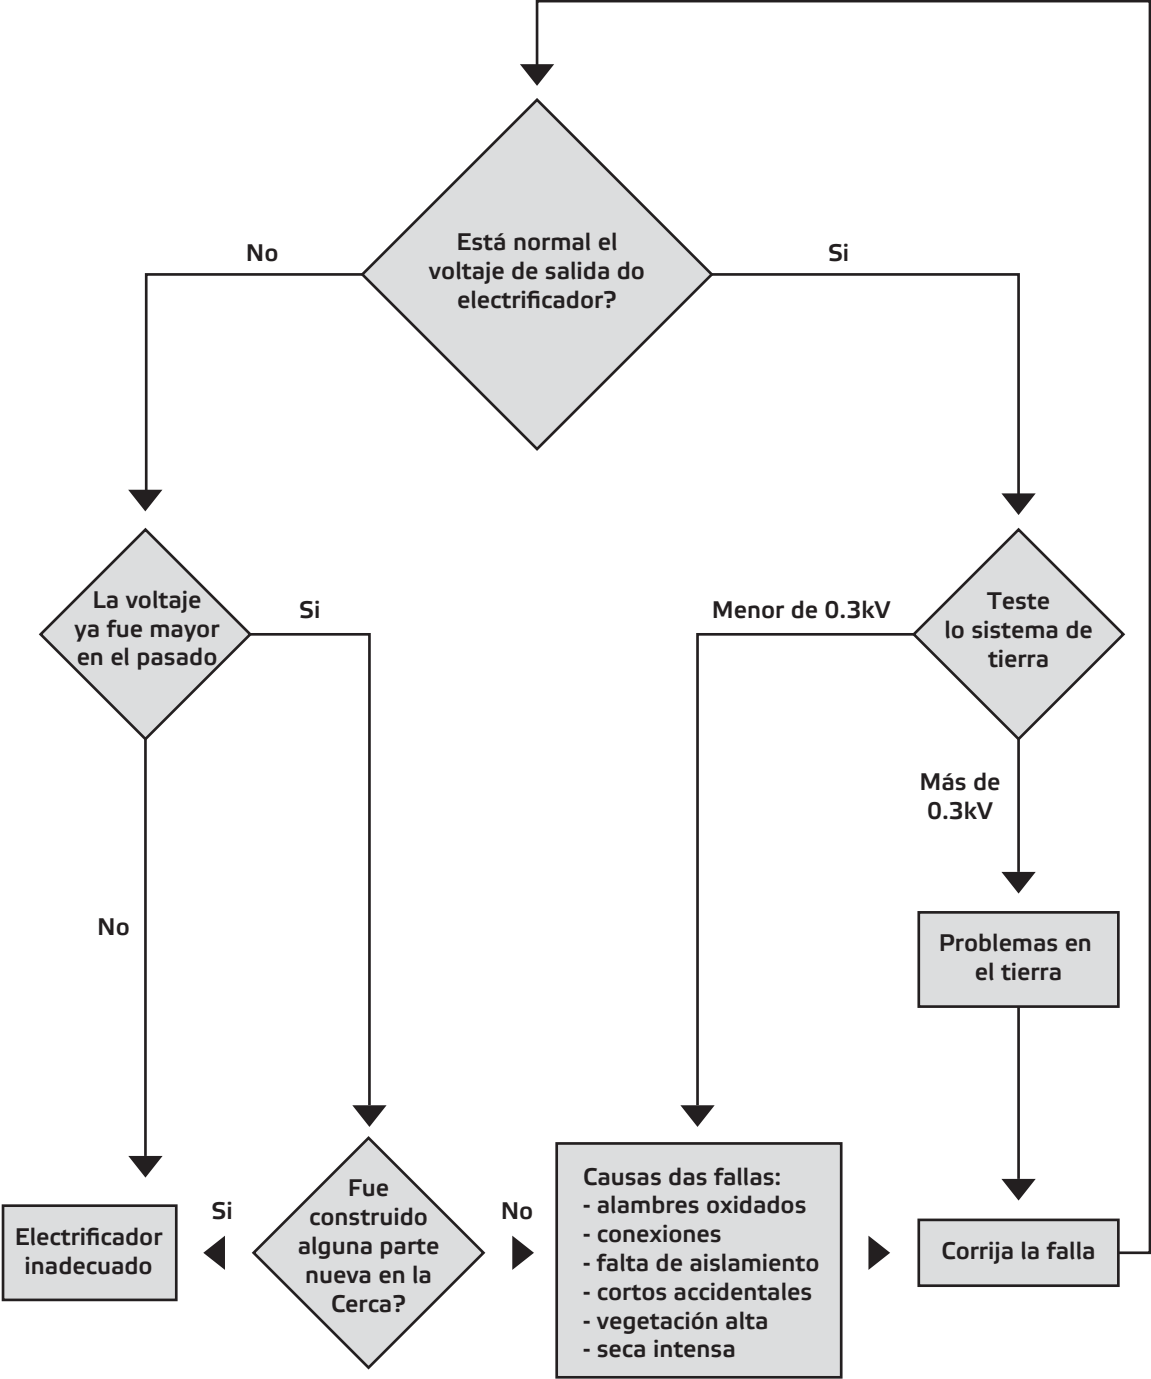 Está normal el
voltaje de salida do
electrificador?
No
Si
La voltaje
ya fue mayor
en el pasado
Si
Menor de 0.3kV
Teste
lo sistema de
tierra
Más de
0.3kV
No
Problemas en
el tierra
Electrificador
inadecuado
Si
Fue
construido
alguna parte
nueva en la
Cerca?
No
Causas das fallas:
- alambres oxidados
- conexiones
- falta de aislamiento
- cortos accidentales
- vegetación alta
- seca intensa
Corrija la falla